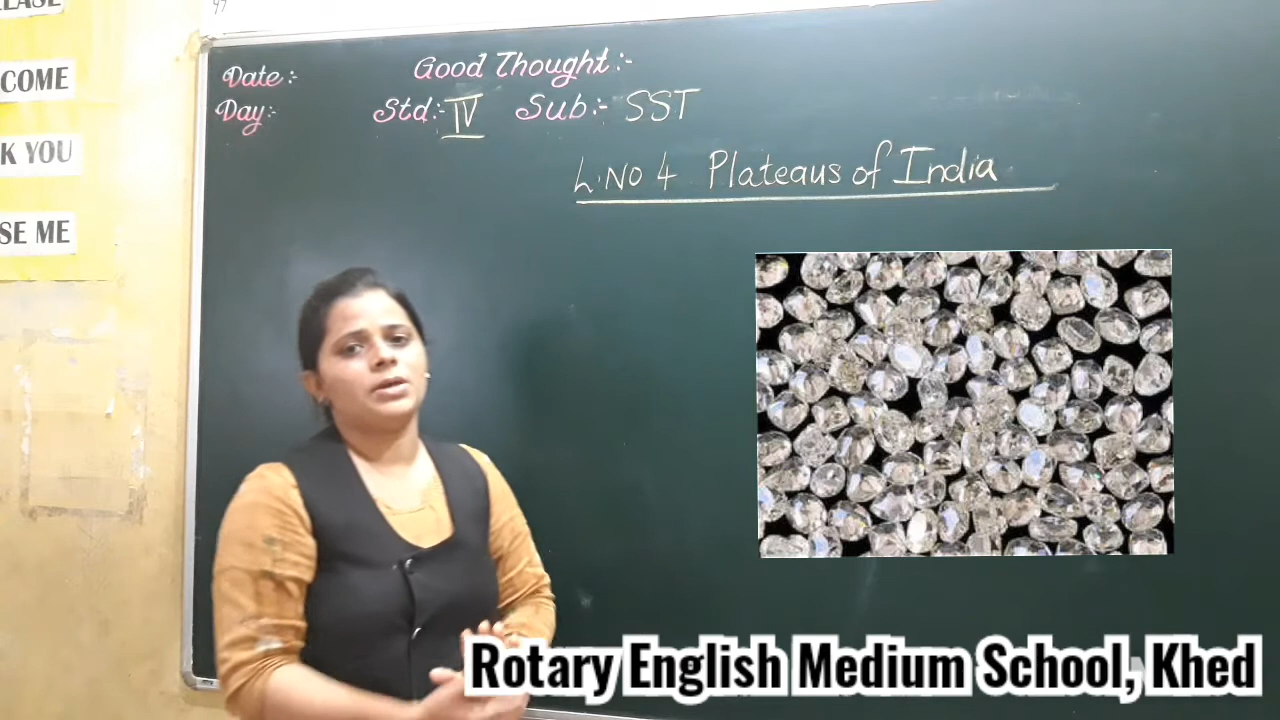 COME
K YOU
SE ME
Date:-
Good Thought:-
Day:-
Std:- IV Sub:- SST
L.NO 4 Plateaus of India
Rotary English Medium School, Khed